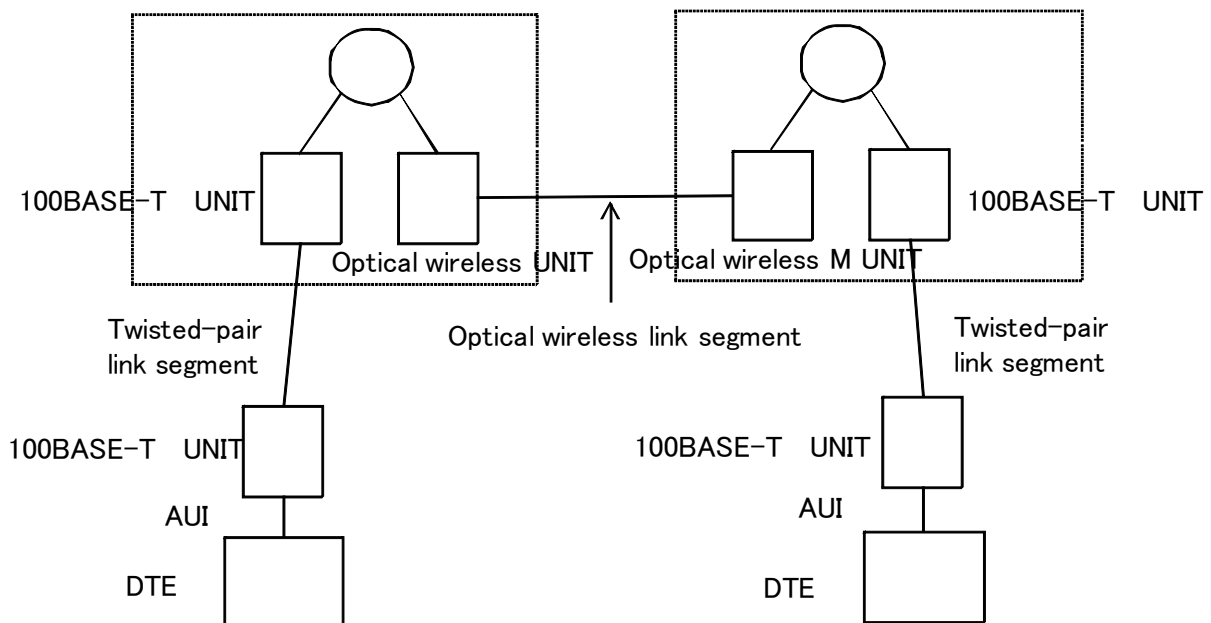 100BASE-T UNIT
100BASE-T UNIT
Optical wireless UNIT
Optical wireless M UNIT
Twisted-pair
link segment
Optical wireless link segment
Twisted-pair
link segment
100BASE-T UNIT
100BASE-T UNIT
AUI
AUI
DTE
DTE